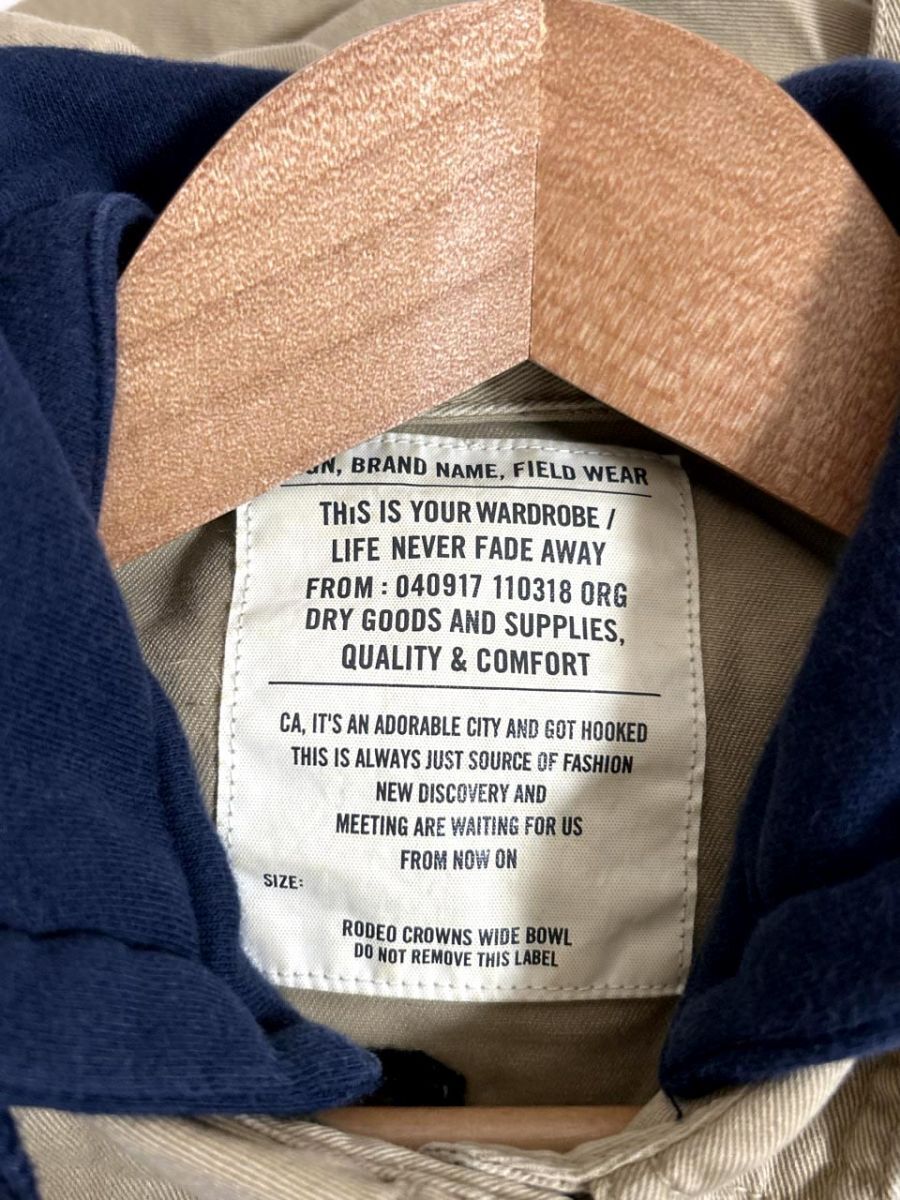 BRAND NAME, FIELD WEAR
THIS IS YOUR WARDROBE /
LIFE NEVER FADE AWAY
FROM : 040917 110318 ORG
DRY GOODS AND SUPPLIES,
QUALITY & COMFORT
CA, IT'S AN ADORABLE CITY AND GOT HOOKED
THIS IS ALWAYS JUST SOURCE OF FASHION
NEW DISCOVERY AND
MEETING ARE WAITING FOR US
FROM NOW ON
SIZE:
RODEO CROWNS WIDE BOWL
DO NOT REMOVE THIS LABEL